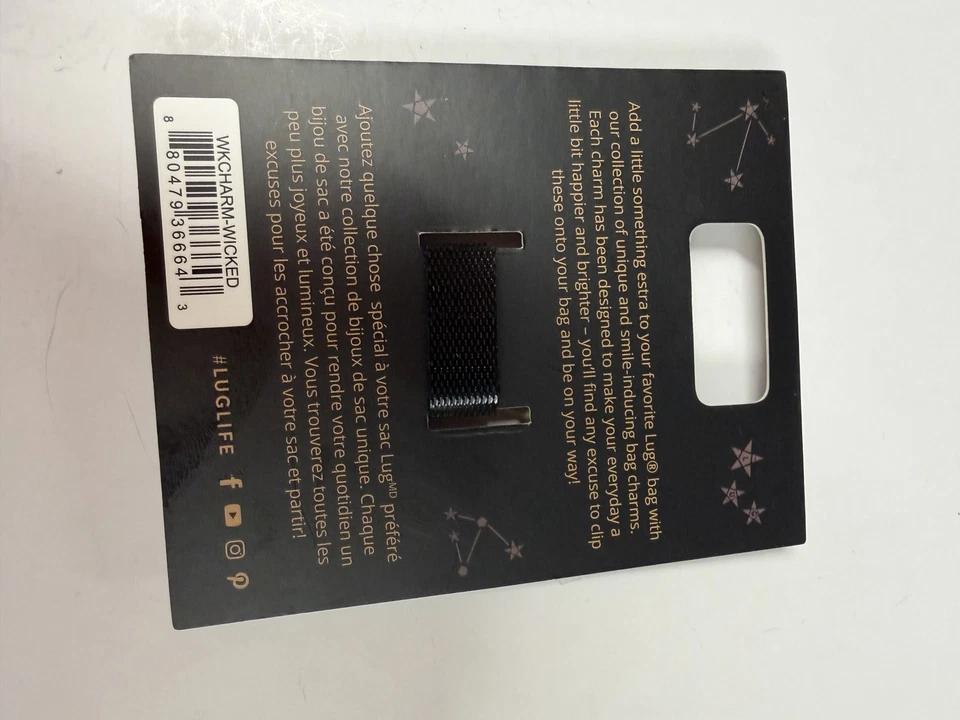 Add a little something estra to your favorite Lug® bag with
our collection of unique and smile-inducing bag charms.
Each charm has been designed to make your everyday a
little bit happier and brighter – you'll find any excuse to clip
these onto your bag and be on your way!
Ajoutez quelque chose spécial à votre sac Lugᴹᴰ préféré
avec notre collection de bijoux de sac unique. Chaque
bijou de sac a été conçu pour rendre votre quotidien un
peu plus joyeux et lumineux. Vous trouverez toutes les
excuses pour les accrocher à votre sac et partir!
WKCHARM-WICKED
8 80479 36664 3
#LUGLIFE